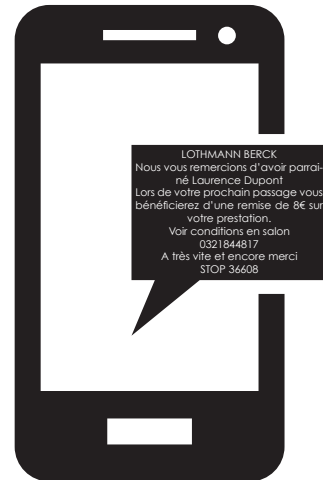 LOTHMANN BERCK
Nous vous remercions d’avoir parrai-
né Laurence Dupont
Lors de votre prochain passage vous
bénéficierez d’une remise de 8€ sur
votre prestation.
Voir conditions en salon
0321844817
A très vite et encore merci
STOP 36608